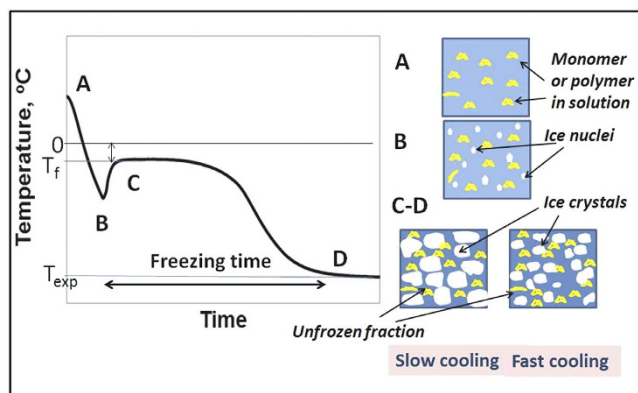 Temperature, ºC
A
0
Tf
B
C
D
Texp
Freezing time
Time
A
Monomer
or polymer
in solution
B
Ice nuclei
C-D
Ice crystals
Unfrozen fraction
Slow cooling
Fast cooling